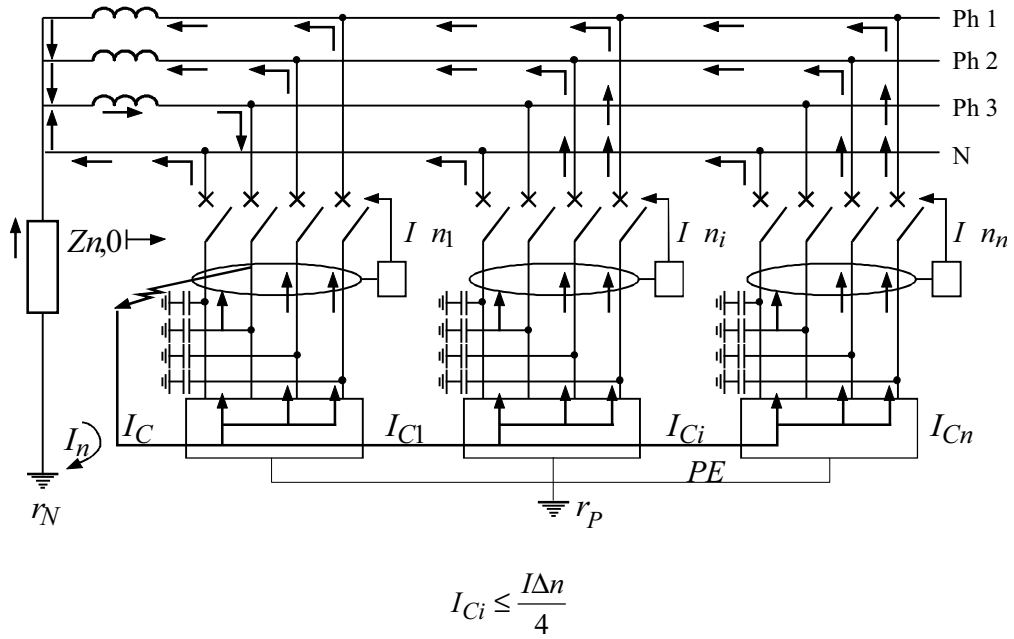 Ph 1
Ph 2
Ph 3
N
Zn,0
I n1
I ni
I nn
In
IC
IC1
ICi
ICn
PE
rN
rP
ICi ≤ IΔn / 4